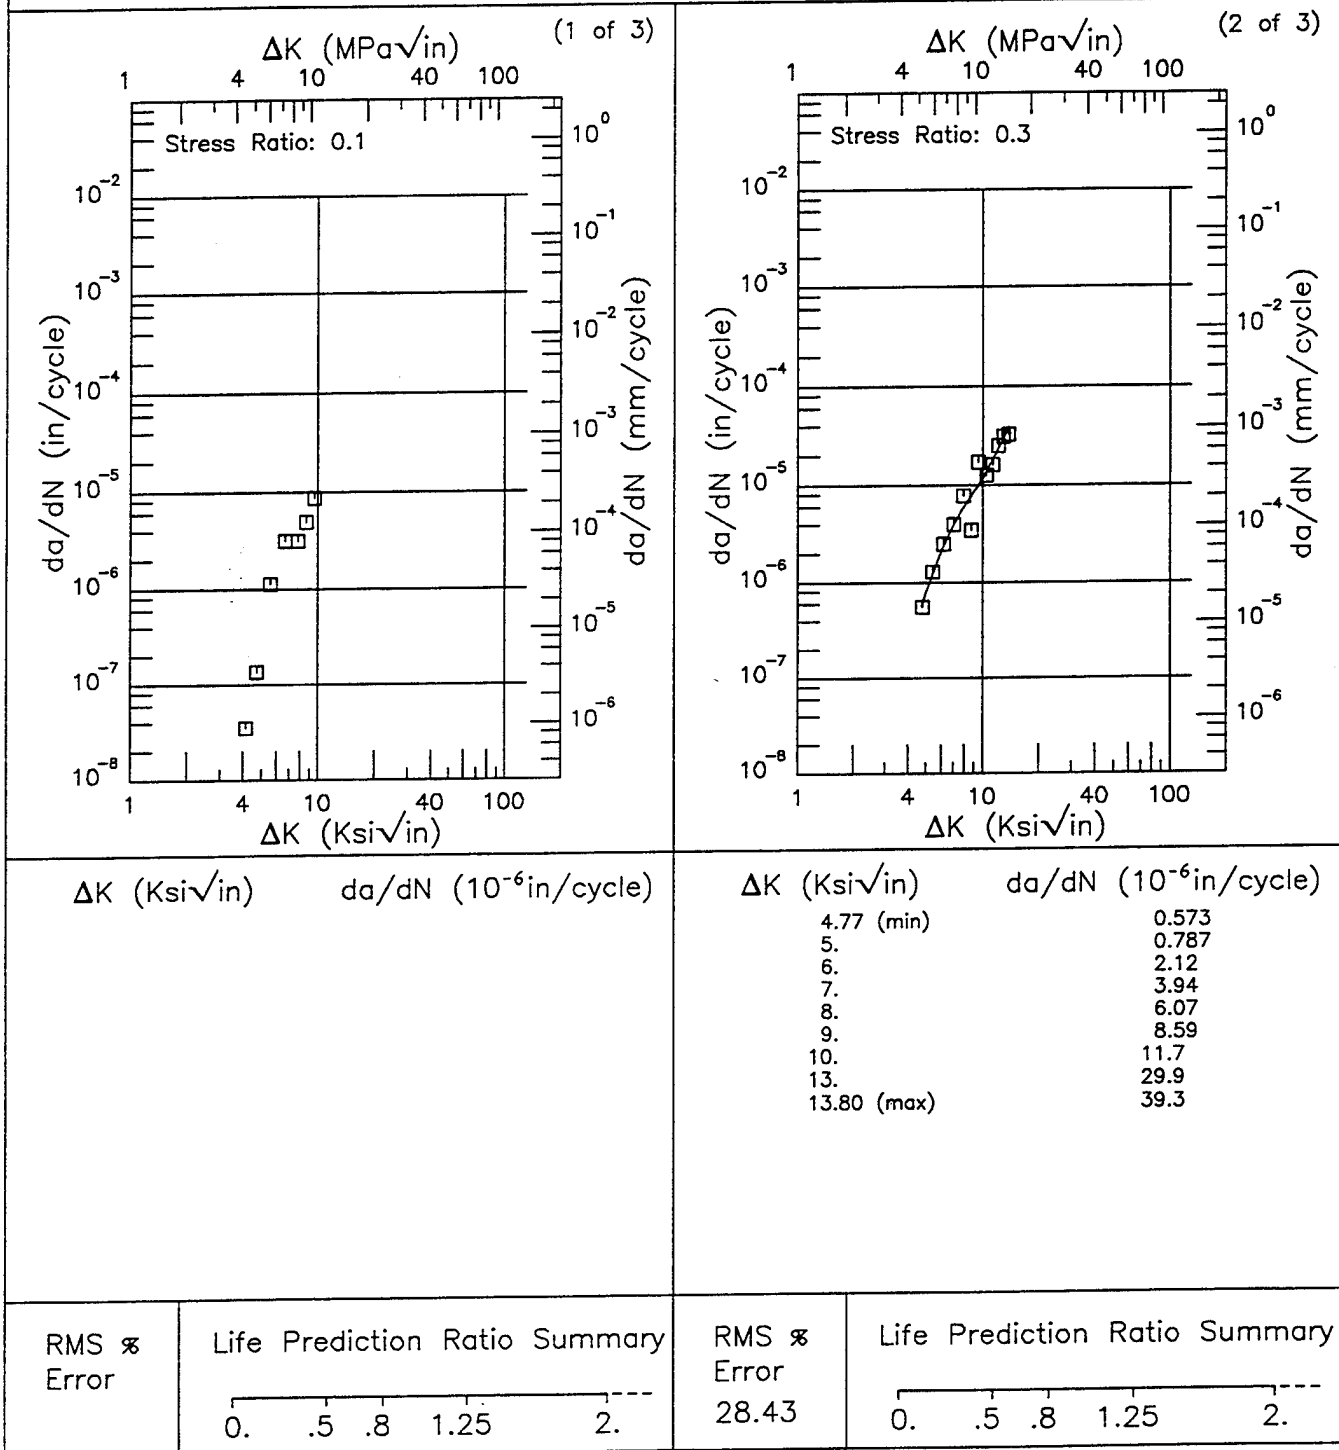 (1 of 3)
ΔK (MPa√in)
1 4 10 40 100
Stress Ratio: 0.1
10⁻²
10⁻³
10⁻⁴
10⁻⁵
10⁻⁶
10⁻⁷
10⁻⁸
da/dN (in/cycle)
10⁰
10⁻¹
10⁻²
10⁻³
10⁻⁴
10⁻⁵
10⁻⁶
da/dN (mm/cycle)
1 4 10 40 100
ΔK (Ksi√in)
(2 of 3)
ΔK (MPa√in)
1 4 10 40 100
Stress Ratio: 0.3
10⁻²
10⁻³
10⁻⁴
10⁻⁵
10⁻⁶
10⁻⁷
10⁻⁸
da/dN (in/cycle)
10⁰
10⁻¹
10⁻²
10⁻³
10⁻⁴
10⁻⁵
10⁻⁶
da/dN (mm/cycle)
1 4 10 40 100
ΔK (Ksi√in)
ΔK (Ksi√in) da/dN (10⁻⁶in/cycle)
ΔK (Ksi√in) da/dN (10⁻⁶in/cycle)
4.77 (min) 0.573
5. 0.787
6. 2.12
7. 3.94
8. 6.07
9. 8.59
10. 11.7
13. 29.9
13.80 (max) 39.3
RMS %
Error
Life Prediction Ratio Summary
0. .5 .8 1.25 2.
RMS %
Error
28.43
Life Prediction Ratio Summary
0. .5 .8 1.25 2.